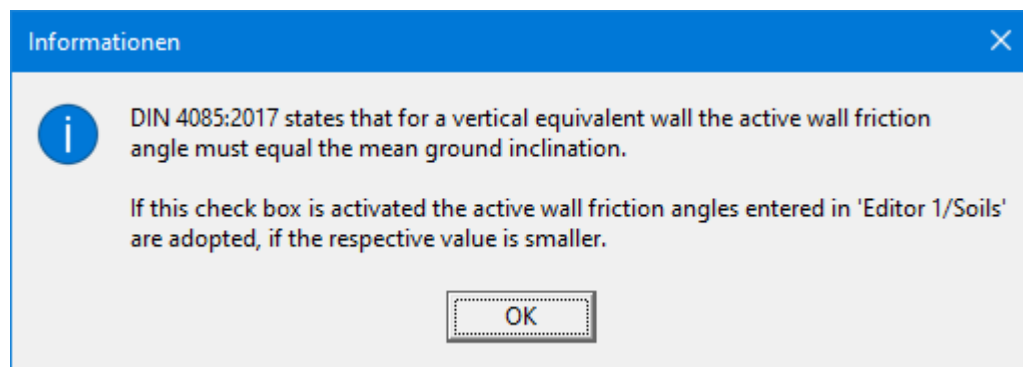 Informationen
DIN 4085:2017 states that for a vertical equivalent wall the active wall friction
angle must equal the mean ground inclination.
If this check box is activated the active wall friction angles entered in 'Editor 1/Soils'
are adopted, if the respective value is smaller.
OK